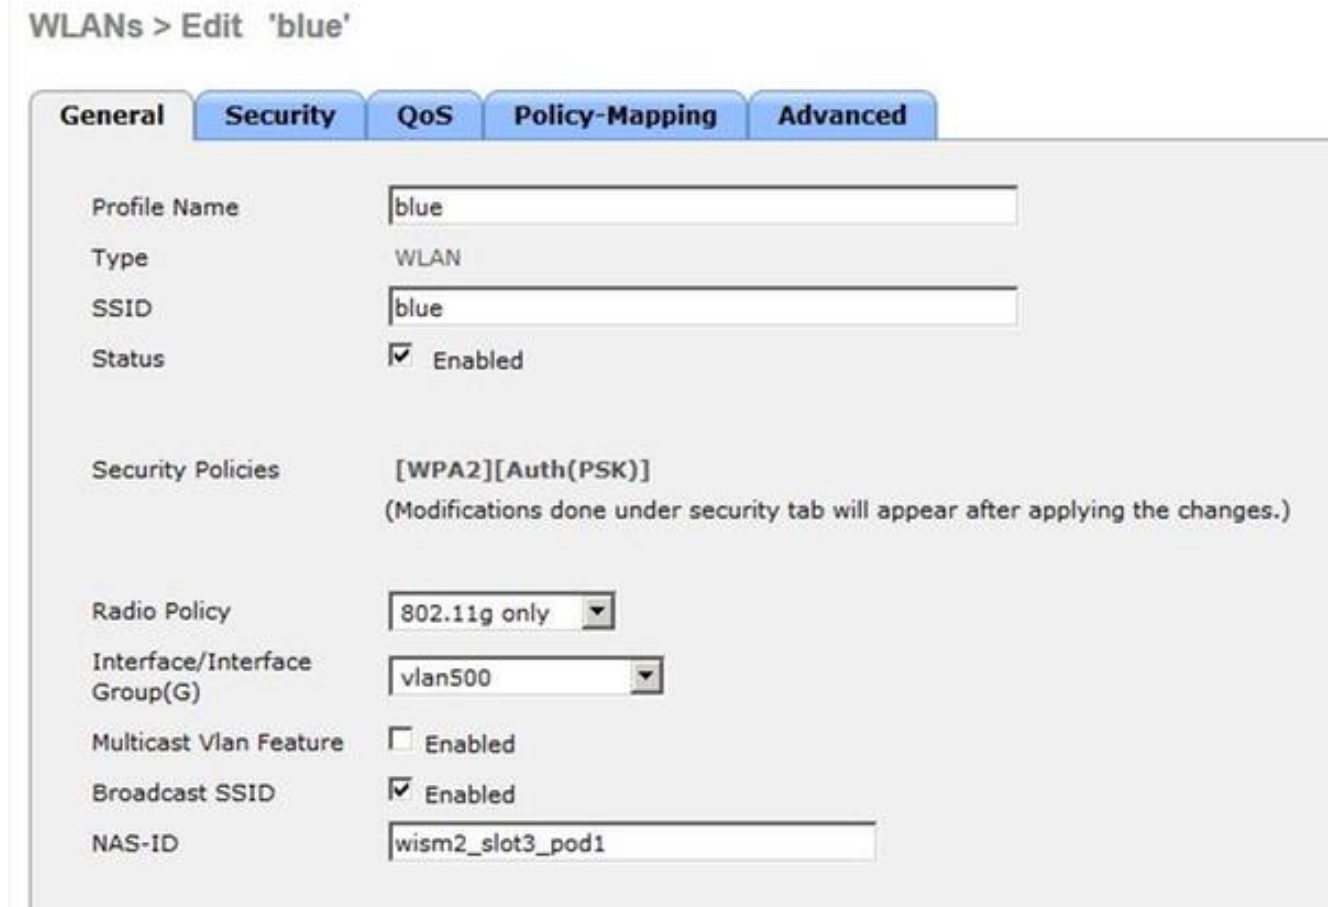 WLANs > Edit 'blue'
General Security QoS Policy-Mapping Advanced
Profile Name blue
Type WLAN
SSID blue
Status Enabled
Security Policies [WPA2][Auth(PSK)]
(Modifications done under security tab will appear after applying the changes.)
Radio Policy 802.11g only
Interface/Interface
Group(G) vlan500
Multicast Vlan Feature Enabled
Broadcast SSID Enabled
NAS-ID wism2_slot3_pod1